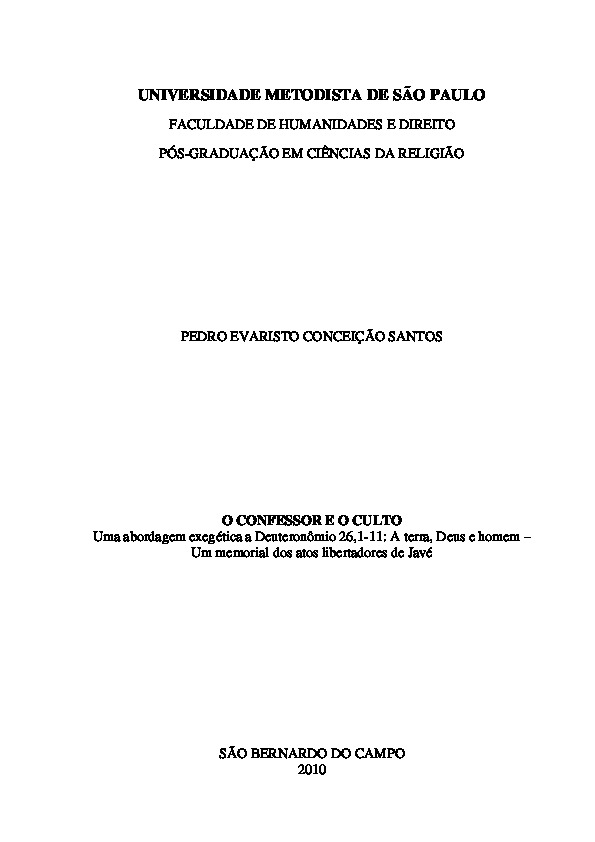 UNIVERSIDADE METODISTA DE SÃO PAULO
FACULDADE DE HUMANIDADES E DIREITO
PÓS-GRADUAÇÃO EM CIÊNCIAS DA RELIGIÃO
PEDRO EVARISTO CONCEIÇÃO SANTOS
O CONFESSOR E O CULTO
Uma abordagem exegética a Deuteronômio 26,1-11: A terra, Deus e homem –
Um memorial dos atos libertadores de Javé
SÃO BERNARDO DO CAMPO
2010